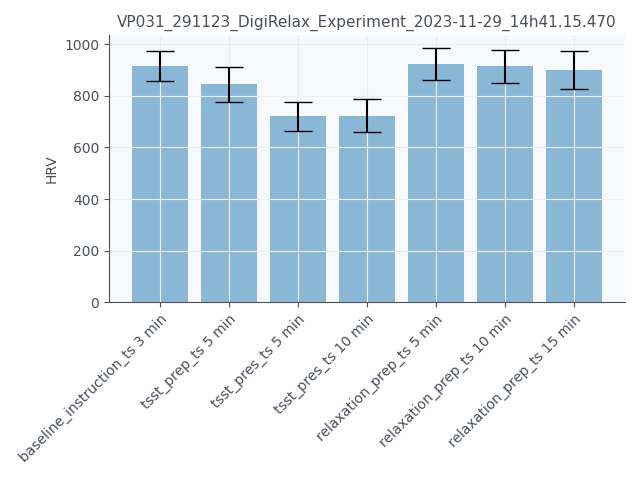 VP031_291123_DigiRelax_Experiment_2023-11-29_14h41.15.470
HRV
1000
800
600
400
200
0
baseline_instruction_ts 3 min
tsst_prep_ts 5 min
tsst_pres_ts 5 min
tsst_pres_ts 10 min
relaxation_prep_ts 5 min
relaxation_prep_ts 10 min
relaxation_prep_ts 15 min